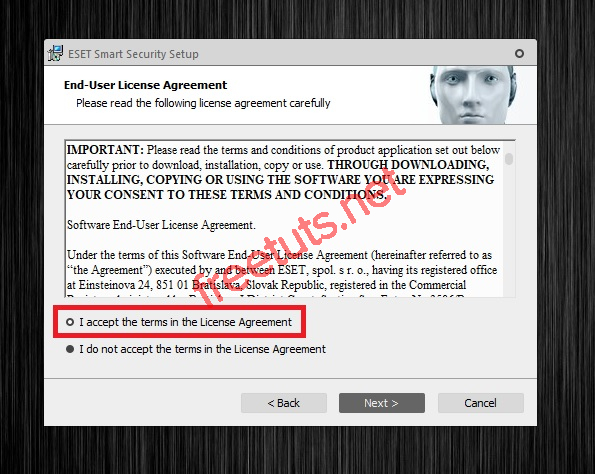 ESET Smart Security Setup
End-User License Agreement
Please read the following license agreement carefully
IMPORTANT: Please read the terms and conditions of product application set out below
carefully prior to download, installation, copy or use. THROUGH DOWNLOADING,
INSTALLING, COPYING OR USING THE SOFTWARE YOU ARE EXPRESSING
YOUR CONSENT TO THESE TERMS AND CONDITIONS.
Software End-User License Agreement.
Under the terms of this Software End-User License Agreement (hereinafter referred to as
“the Agreement”) executed by and between ESET, spol. s r. o., having its registered office
at Einsteinova 24, 851 01 Bratislava, Slovak Republic, registered in the Commercial
freetuts.net
I accept the terms in the License Agreement
I do not accept the terms in the License Agreement
< Back
Next >
Cancel